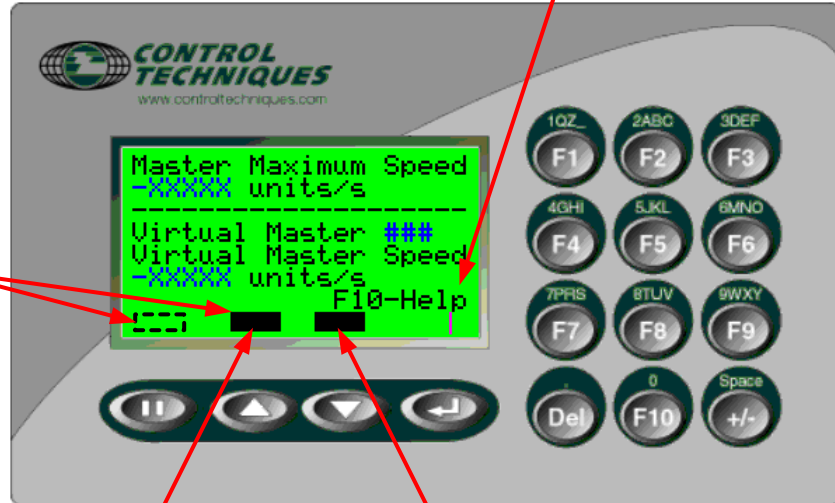 CONTROL
TECHNIQUES
www.controltechniques.com
Master Maximum Speed
-XXXXX units/s
--------------------
Virtual Master ###
Virtual Master Speed
-XXXXX units/s
F10-Help
1QZ_ 2ABC 3DEF
F1 F2 F3
4GHI 5JKL 6MNO
F4 F5 F6
7PRS 8TUV 9WXY
F7 F8 F9
. 0 Space
Del F10 +/-